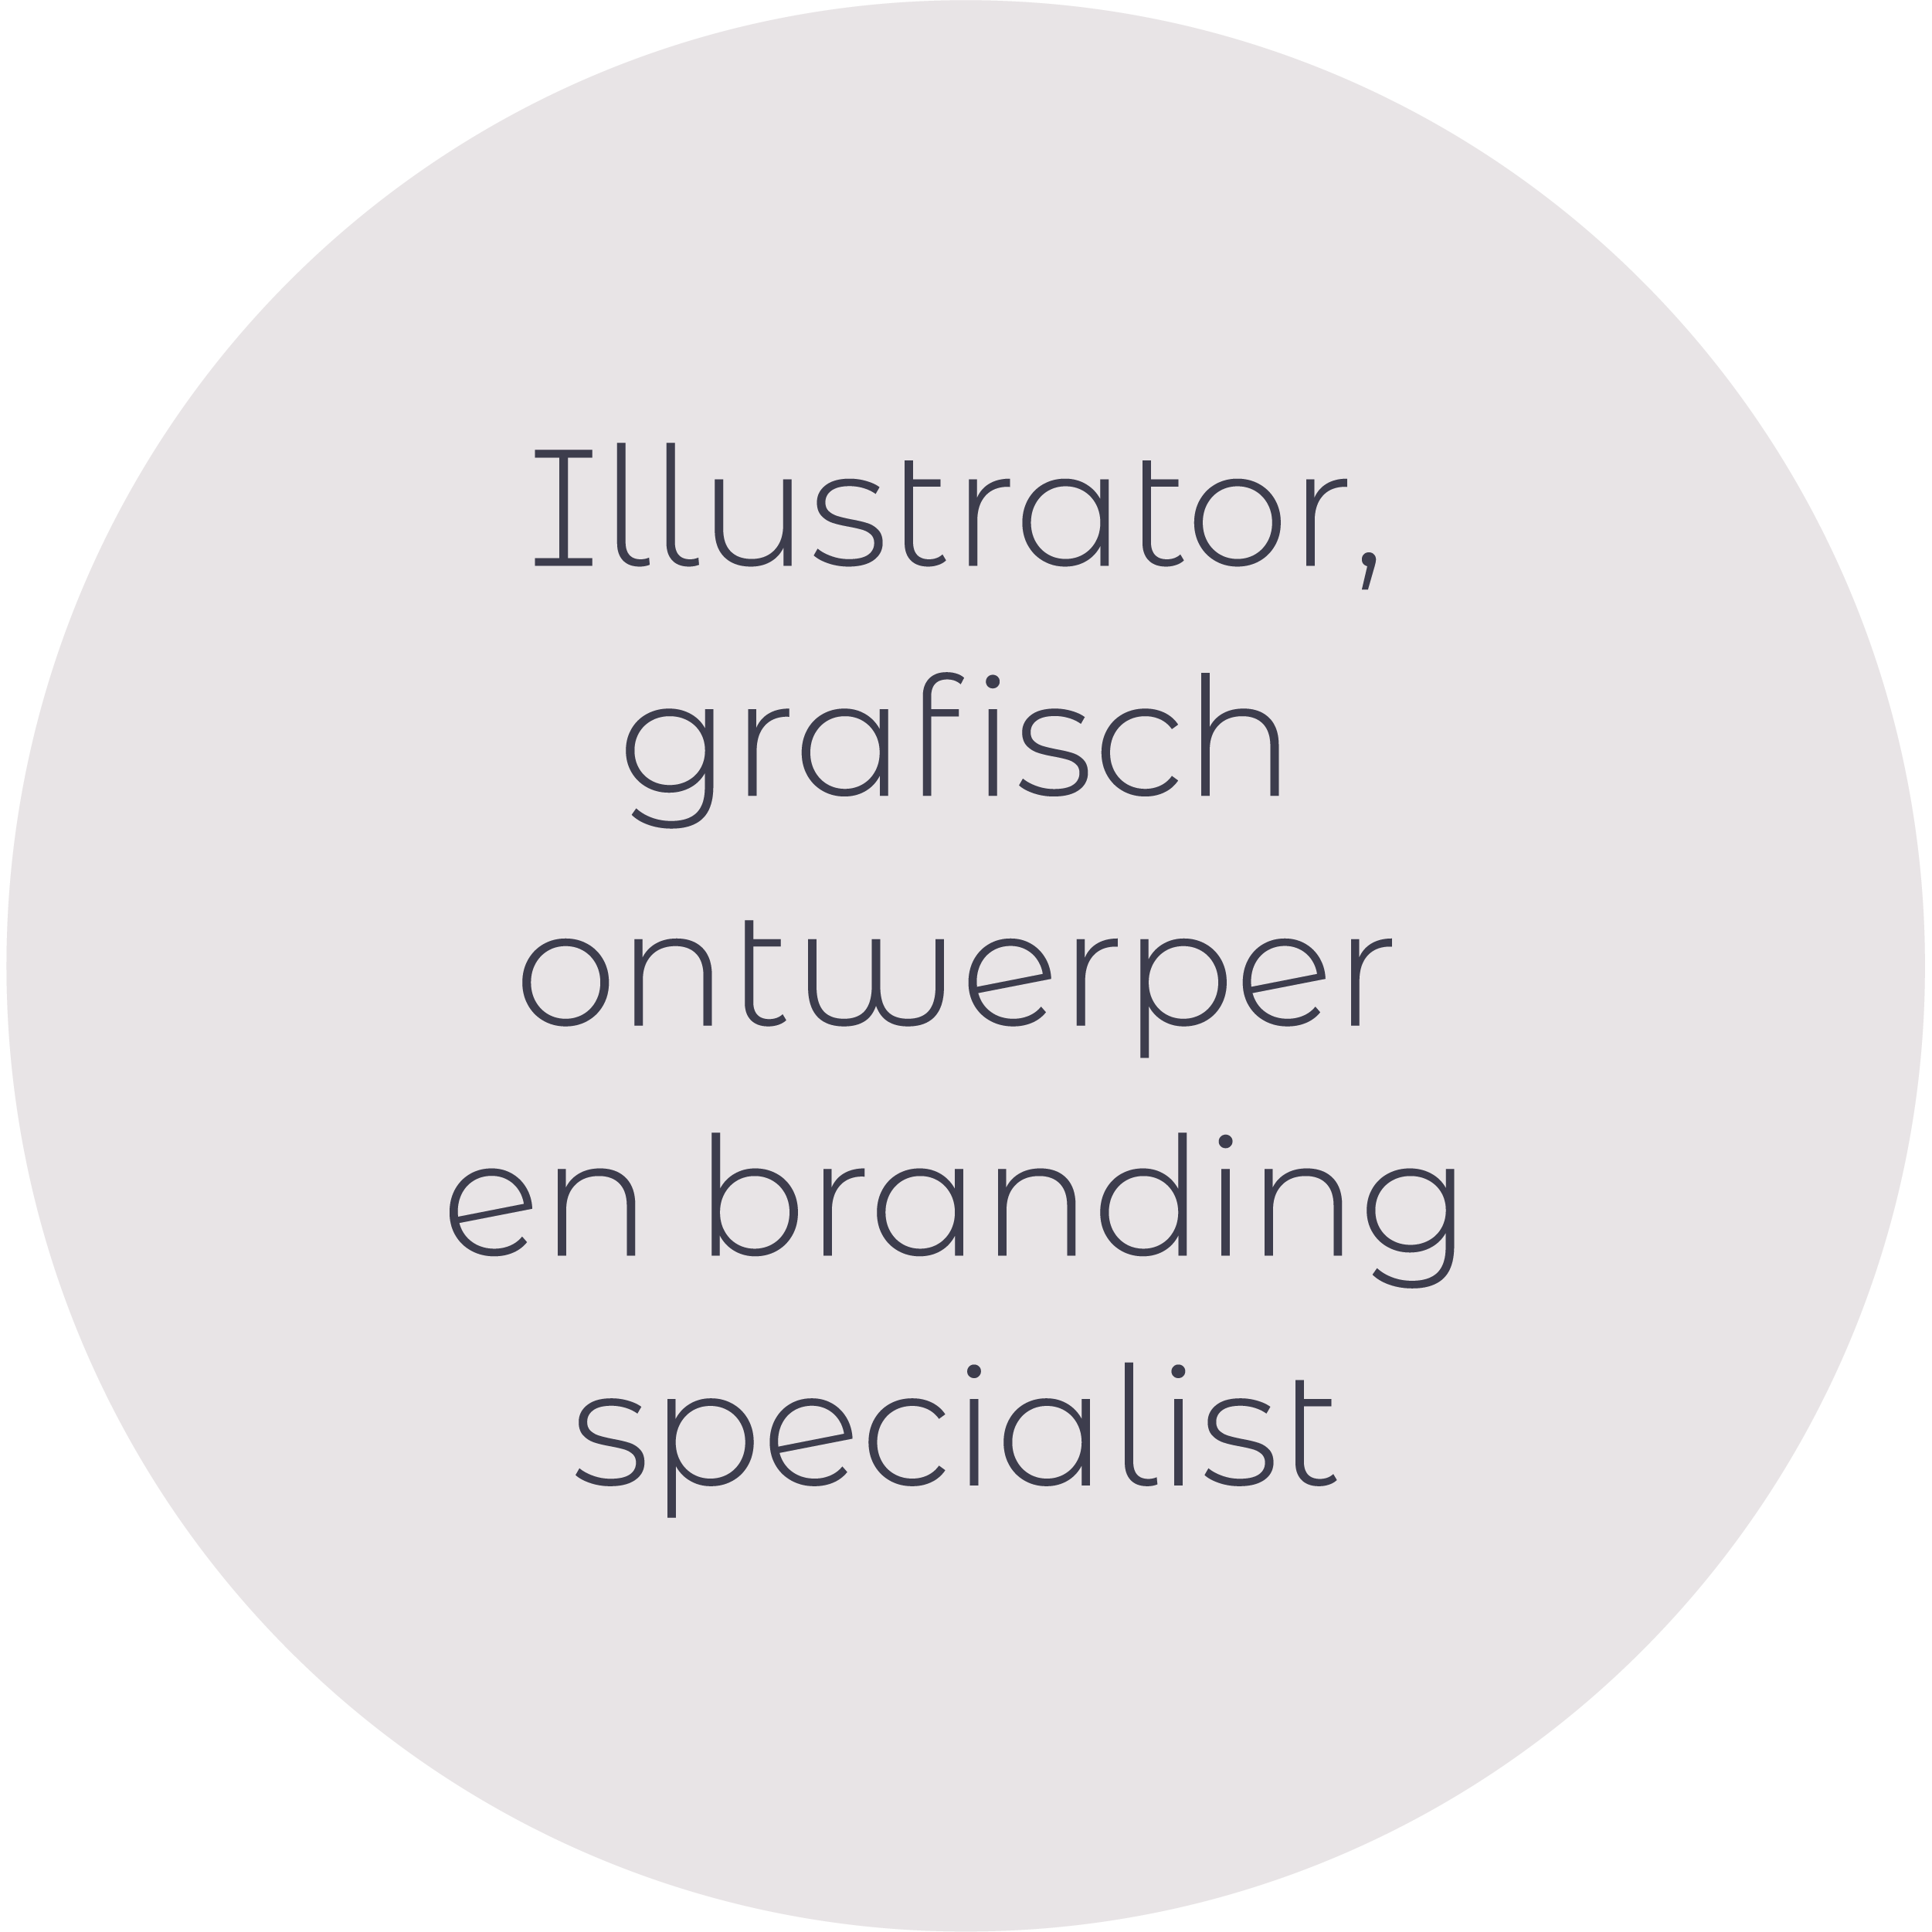 Illustrator,
grafisch
ontwerper
en branding
specialist